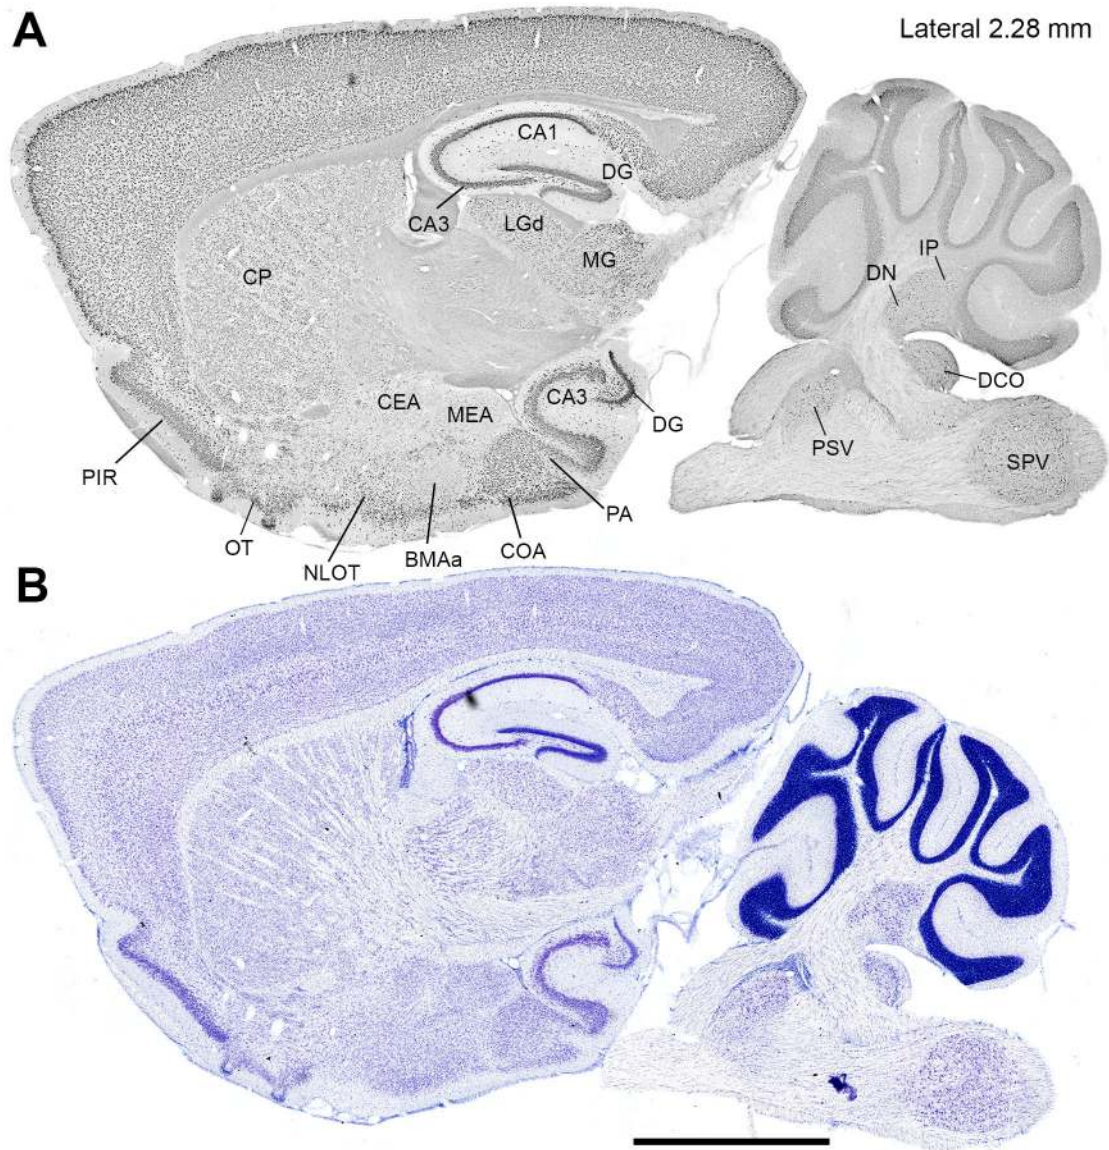 A
Lateral 2.28 mm
CA1
DG
CA3
LGd
MG
CP
IP
DN
CEA
MEA
CA3
DG
DCO
PSV
SPV
PIR
OT
NLOT
BMAa
COA
PA
B